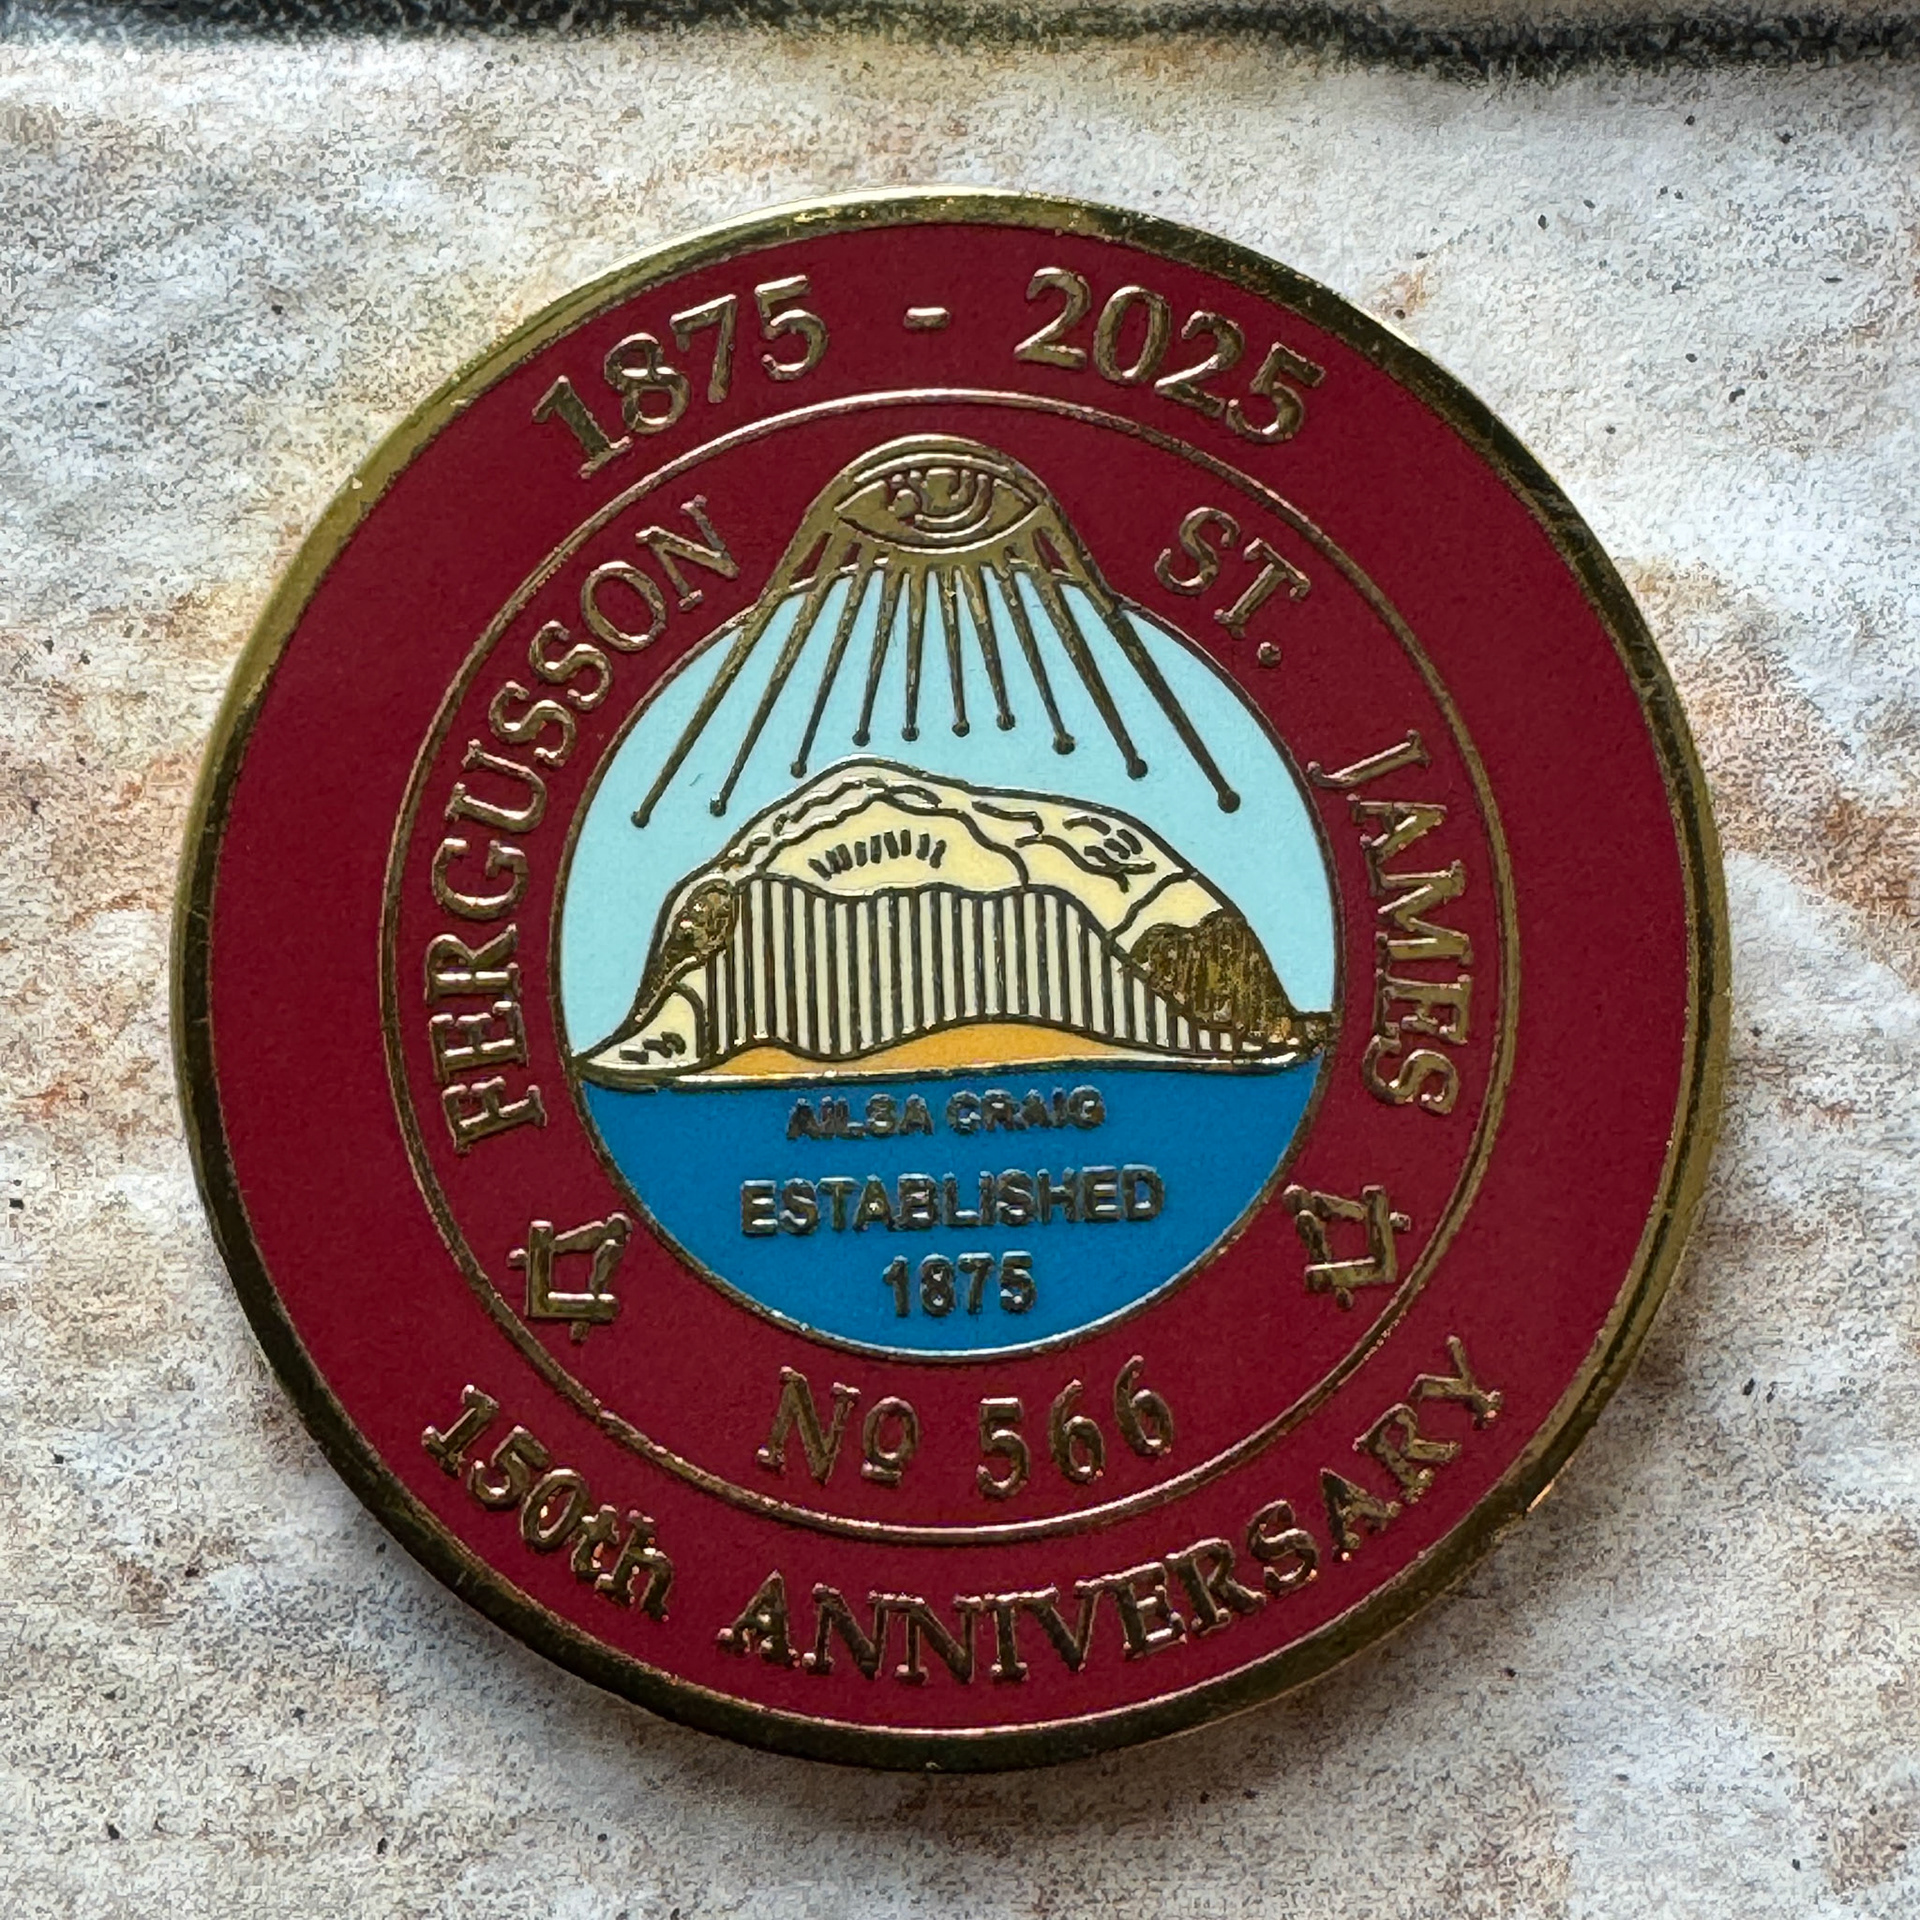 1875 - 2025
FERGUSSON ST. JAMES
AILSA CRAIG
ESTABLISHED
1875
Nº 566
150th ANNIVERSARY